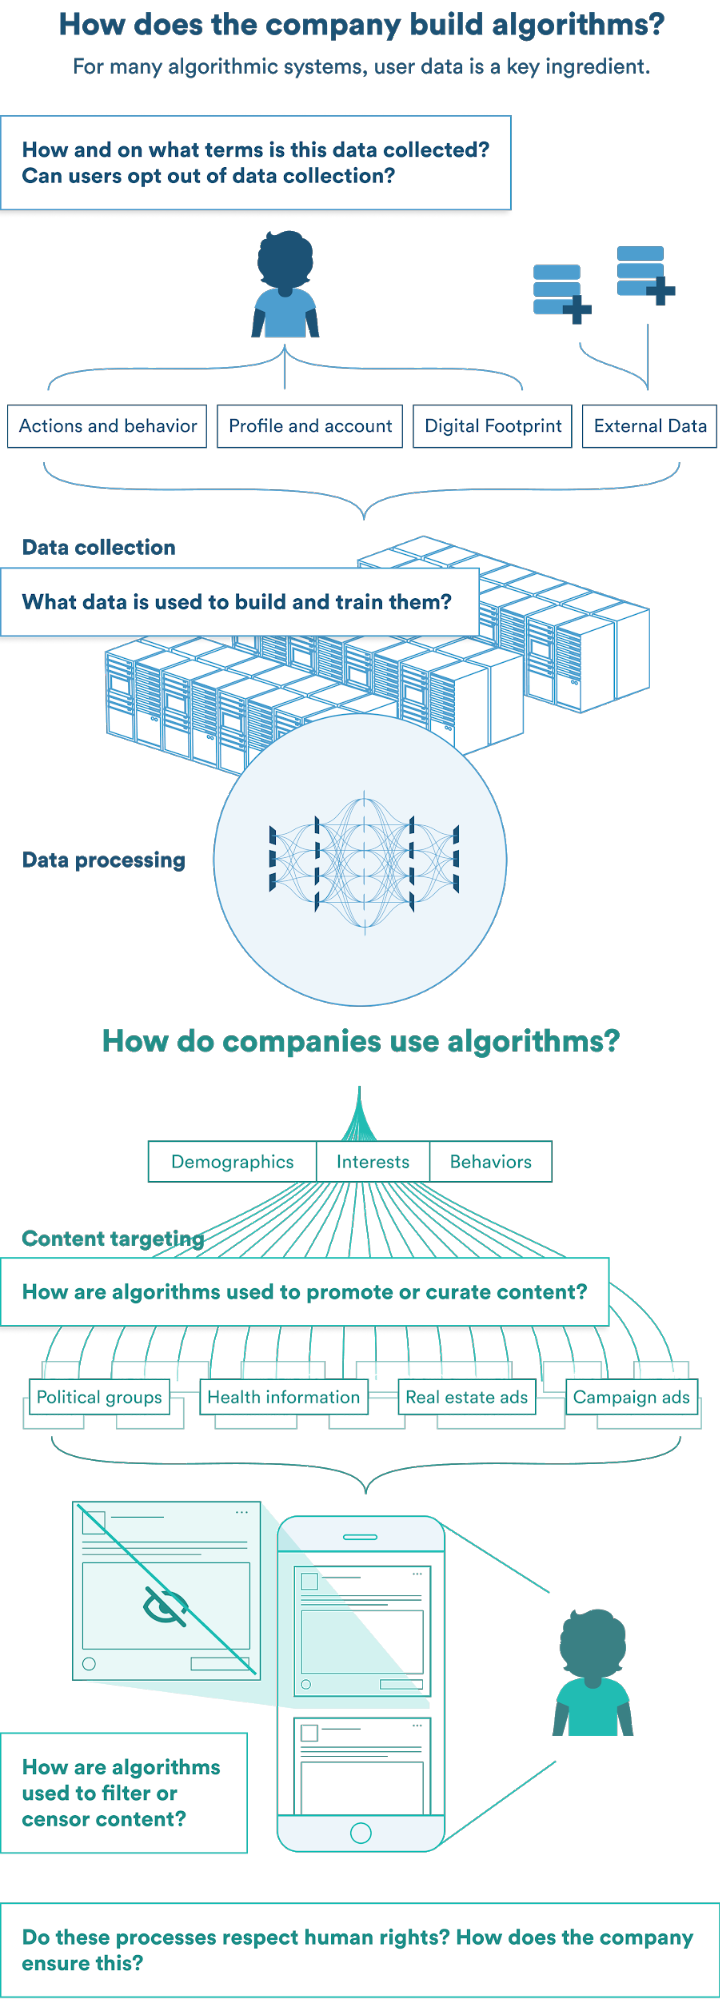 How does the company build algorithms?
For many algorithmic systems, user data is a key ingredient.
How and on what terms is this data collected?
Can users opt out of data collection?
Actions and behavior
Profile and account
Digital Footprint
External Data
Data collection
What data is used to build and train them?
Data processing
How do companies use algorithms?
Demographics
Interests
Behaviors
Content targeting
How are algorithms used to promote or curate content?
Political groups
Health information
Real estate ads
Campaign ads
How are algorithms
used to filter or
censor content?
Do these processes respect human rights? How does the company
ensure this?